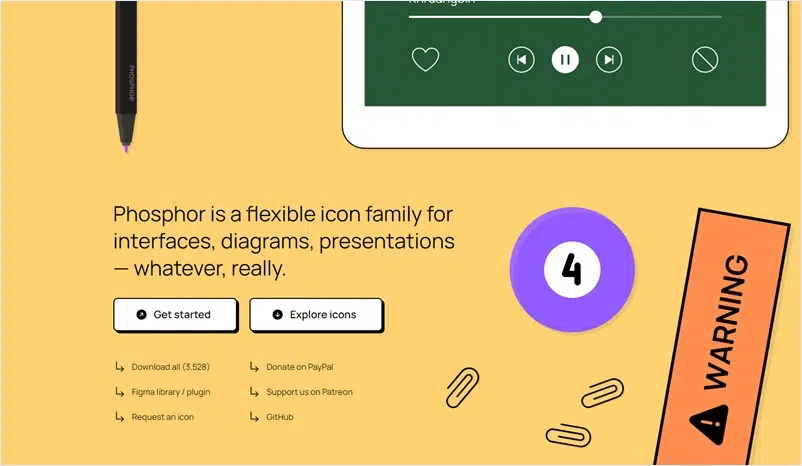 PHOSPHOR
Phosphor is a flexible icon family for
interfaces, diagrams, presentations
— whatever, really.
4
WARNING
Get started
Explore icons
Download all (3,528)
Donate on PayPal
Figma library / plugin
Support us on Patreon
Request an icon
GitHub